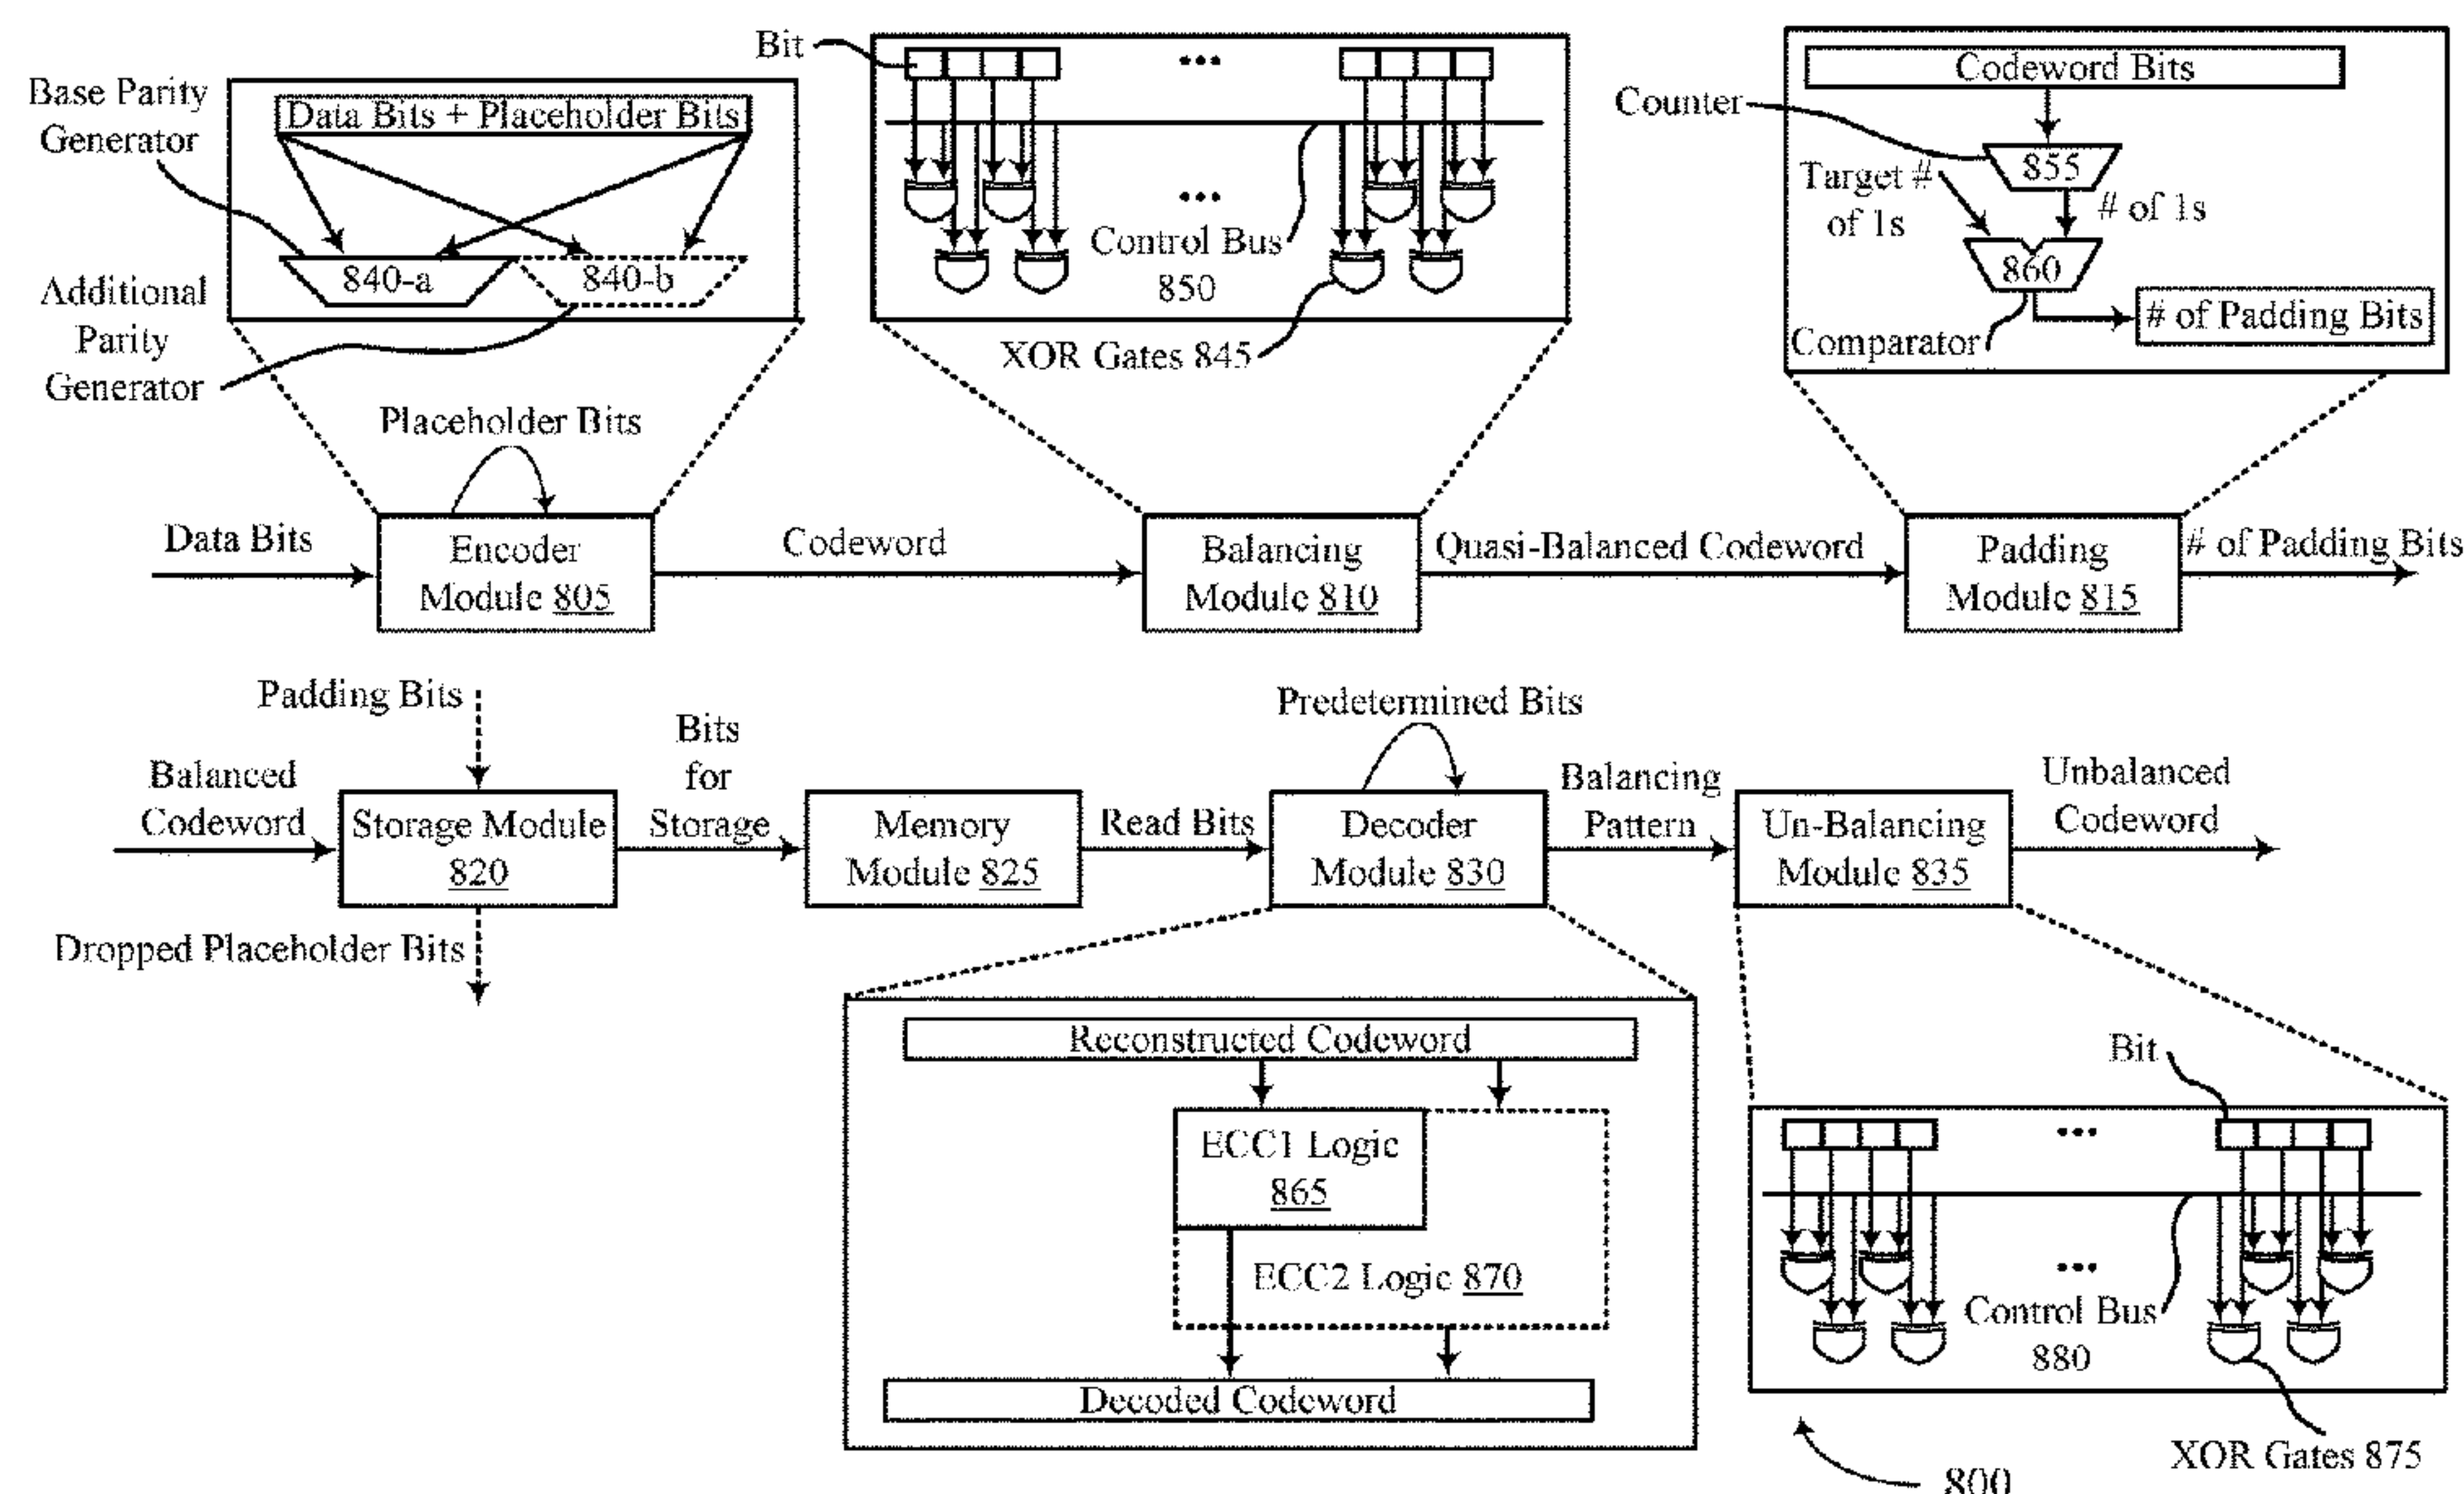 Base Parity
Generator
Data Bits + Placeholder Bits
840-a
840-b
Additional
Parity
Generator
Bit
...
...
Control Bus
850
XOR Gates 845
Codeword Bits
Counter
855
Target #
of 1s
# of 1s
860
# of Padding Bits
Comparator
Placeholder Bits
Data Bits
Encoder
Module 805
Codeword
Balancing
Module 810
Quasi-Balanced Codeword
Padding
Module 815
# of Padding Bits
Padding Bits
Balanced
Codeword
Storage Module
820
Dropped Placeholder Bits
Bits
for
Storage
Memory
Module 825
Read Bits
Predetermined Bits
Decoder
Module 830
Balancing
Pattern
Un-Balancing
Module 835
Unbalanced
Codeword
Reconstructed Codeword
ECC1 Logic
865
ECC2 Logic 870
Decoded Codeword
Bit
...
...
Control Bus
880
XOR Gates 875
800